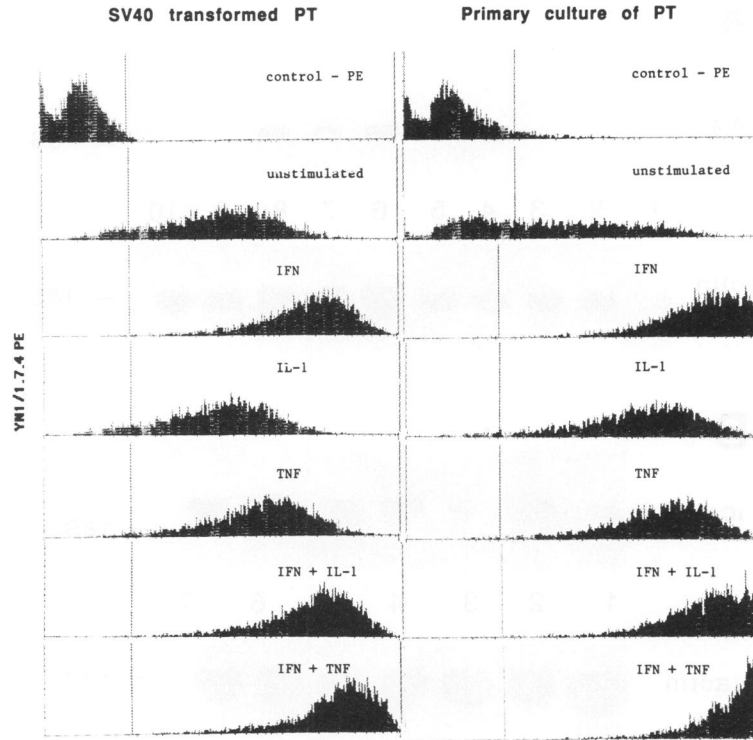 SV40 transformed PT
Primary culture of PT
control - PE
control - PE
unstimulated
unstimulated
IFN
IFN
IL-1
IL-1
TNF
TNF
IFN + IL-1
IFN + IL-1
IFN + TNF
IFN + TNF
YN1/1.7.4 PE